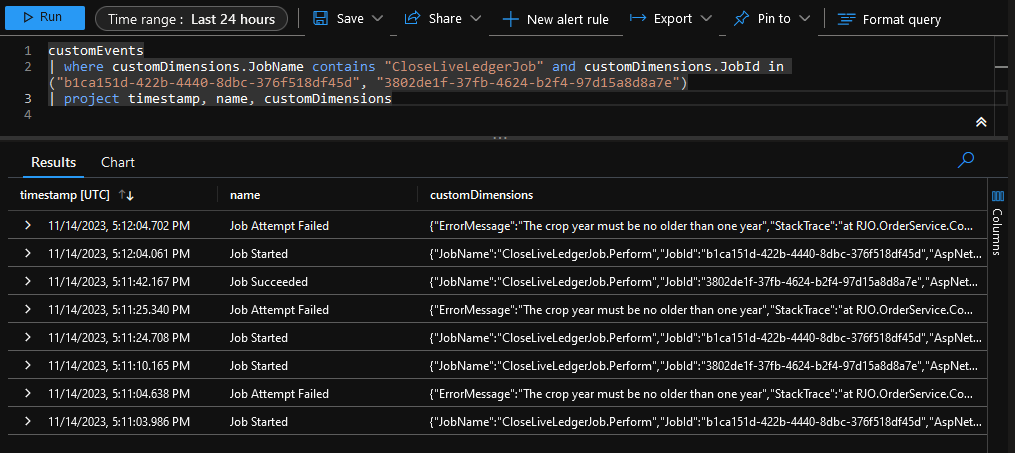 Run Time range : Last 24 hours Save Share New alert rule Export Pin to Format query
1 customEvents
2 | where customDimensions.JobName contains "CloseLiveLedgerJob" and customDimensions.JobId in
("b1ca151d-422b-4440-8dbc-376f518df45d", "3802de1f-37fb-4624-b2f4-97d15a8d8a7e")
3 | project timestamp, name, customDimensions
4
Results Chart
timestamp [UTC] name customDimensions
11/14/2023, 5:12:04.702 PM Job Attempt Failed {"ErrorMessage":"The crop year must be no older than one year","StackTrace":"at RJO.OrderService.Co...
11/14/2023, 5:12:04.061 PM Job Started {"JobName":"CloseLiveLedgerJob.Perform","JobId":"b1ca151d-422b-4440-8dbc-376f518df45d","AspNet...
11/14/2023, 5:11:42.167 PM Job Succeeded {"JobName":"CloseLiveLedgerJob.Perform","JobId":"3802de1f-37fb-4624-b2f4-97d15a8d8a7e","AspNet...
11/14/2023, 5:11:25.340 PM Job Attempt Failed {"ErrorMessage":"The crop year must be no older than one year","StackTrace":"at RJO.OrderService.Co...
11/14/2023, 5:11:24.708 PM Job Started {"JobName":"CloseLiveLedgerJob.Perform","JobId":"b1ca151d-422b-4440-8dbc-376f518df45d","AspNet...
11/14/2023, 5:11:10.165 PM Job Started {"JobName":"CloseLiveLedgerJob.Perform","JobId":"3802de1f-37fb-4624-b2f4-97d15a8d8a7e","AspNet...
11/14/2023, 5:11:04.638 PM Job Attempt Failed {"ErrorMessage":"The crop year must be no older than one year","StackTrace":"at RJO.OrderService.Co...
11/14/2023, 5:11:03.986 PM Job Started {"JobName":"CloseLiveLedgerJob.Perform","JobId":"b1ca151d-422b-4440-8dbc-376f518df45d","AspNet...
Columns